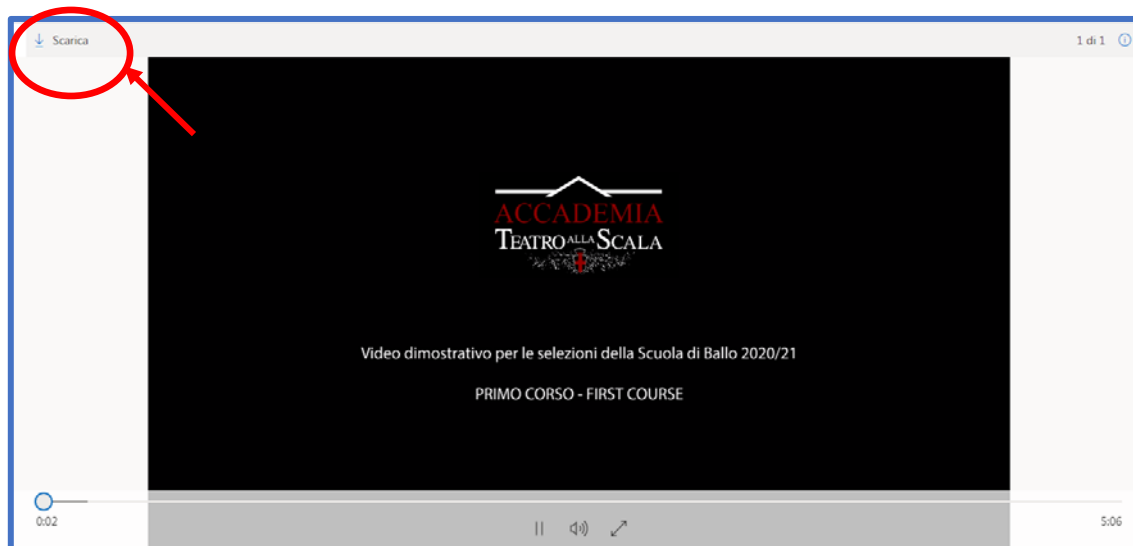 Scarica
1 di 1
ACCADEMIA
TEATRO ALLA SCALA
Video dimostrativo per le selezioni della Scuola di Ballo 2020/21
PRIMO CORSO - FIRST COURSE
0:02
5:06